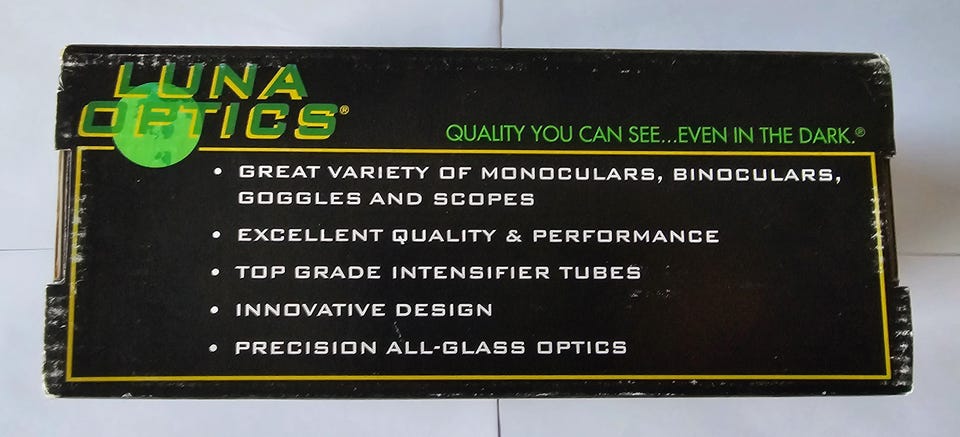 LUNA
OPTICS®
QUALITY YOU CAN SEE...EVEN IN THE DARK.®
• GREAT VARIETY OF MONOCULARS, BINOCULARS,
GOGGLES AND SCOPES
• EXCELLENT QUALITY & PERFORMANCE
• TOP GRADE INTENSIFIER TUBES
• INNOVATIVE DESIGN
• PRECISION ALL-GLASS OPTICS